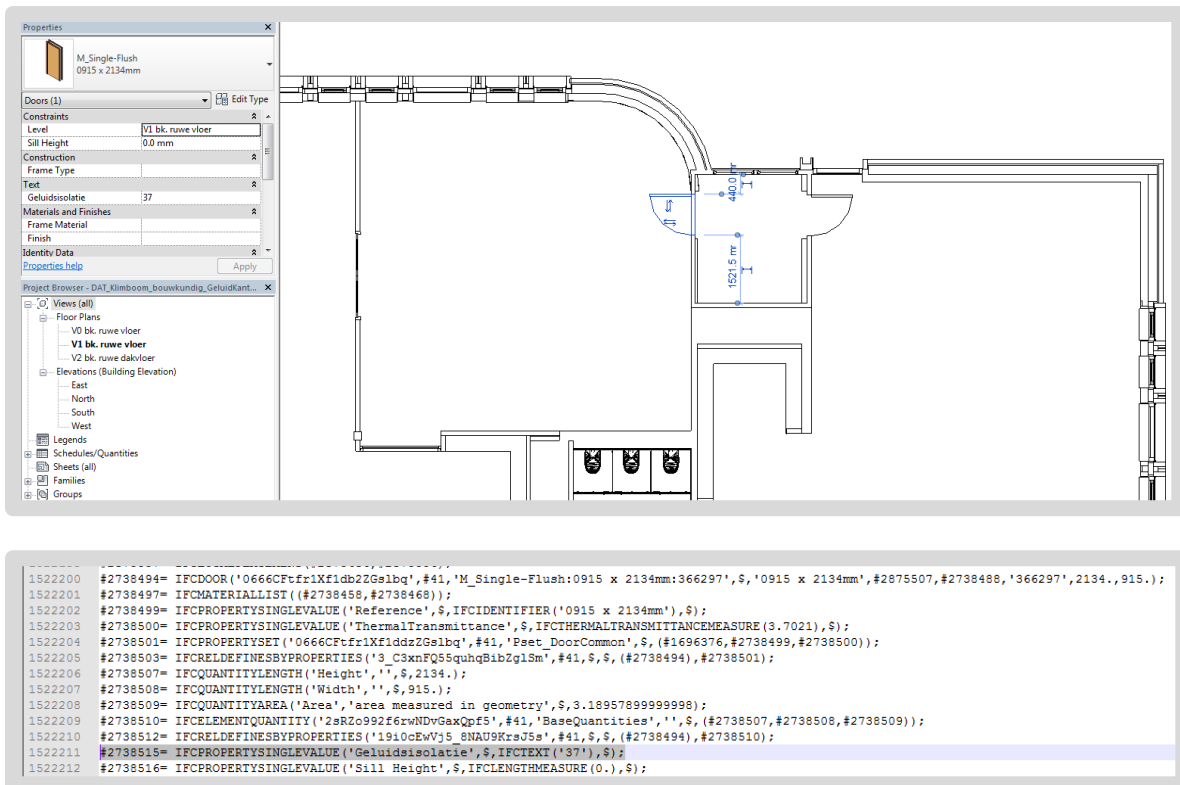 Properties
M_Single-Flush
0915 x 2134mm
Doors (1) Edit Type
Constraints
Level V1 bk. ruwe vloer
Sill Height 0.0 mm
Construction
Frame Type
Text
Geluidsisolatie 37
Materials and Finishes
Frame Material
Finish
Identity Data
Properties help Apply
Project Browser - DAT_Klimboom_bouwkundig_GeluidKant...
Views (all)
Floor Plans
V0 bk. ruwe vloer
V1 bk. ruwe vloer
V2 bk. ruwe dakvloer
Elevations (Building Elevation)
East
North
South
West
Legends
Schedules/Quantities
Sheets (all)
Families
Groups
440.0 mr
1521.5 mr
1522200 #2738494= IFCDOOR('0666CFtfr1Xf1db2ZGslbq',#41,'M_Single-Flush:0915 x 2134mm:366297',$,'0915 x 2134mm',#2875507,#2738488,'366297',2134.,915.);
1522201 #2738497= IFCMATERIALLIST((#2738458,#2738468));
1522202 #2738499= IFCPROPERTYSINGLEVALUE('Reference',$,IFCIDENTIFIER('0915 x 2134mm'),$);
1522203 #2738500= IFCPROPERTYSINGLEVALUE('ThermalTransmittance',$,IFCTHERMALTRANSMITTANCEMEASURE(3.7021),$);
1522204 #2738501= IFCPROPERTYSET('0666CFtfr1Xf1ddzZGslbq',#41,'Pset_DoorCommon',$,(#1696376,#2738499,#2738500));
1522205 #2738503= IFCRELDEFINESBYPROPERTIES('3_C3xnFQ55quhqBibZglSm',#41,$,$,(#2738494),#2738501);
1522206 #2738507= IFCQUANTITYLENGTH('Height','',$,2134.);
1522207 #2738508= IFCQUANTITYLENGTH('Width','',$,915.);
1522208 #2738509= IFCQUANTITYAREA('Area','area measured in geometry',$,3.18957899999998);
1522209 #2738510= IFCELEMENTQUANTITY('2sRZo992f6rwNDvGaxQpf5',#41,'BaseQuantities','',$,(#2738507,#2738508,#2738509));
1522210 #2738512= IFCRELDEFINESBYPROPERTIES('19i0cEwVj5_8NAU9KrsJ5s',#41,$,$,(#2738494),#2738510);
1522211 #2738515= IFCPROPERTYSINGLEVALUE('Geluidsisolatie',$,IFCTEXT('37'),$);
1522212 #2738516= IFCPROPERTYSINGLEVALUE('Sill Height',$,IFCLENGTHMEASURE(0.),$);